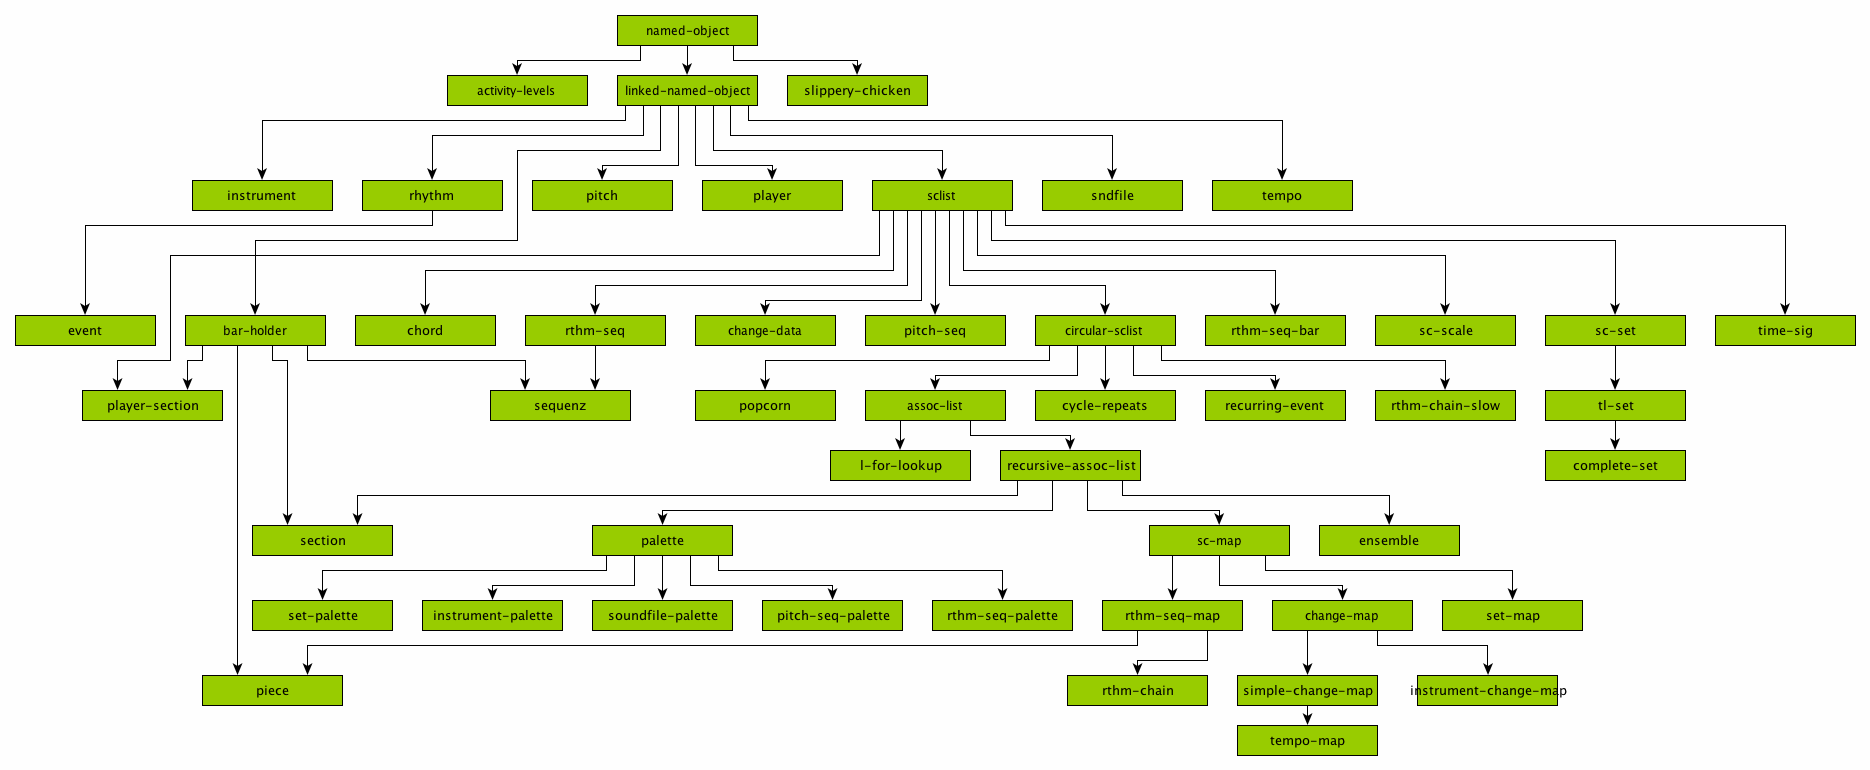 named-object
activity-levels
linked-named-object
slippery-chicken
instrument
rhythm
pitch
player
sclist
sndfile
tempo
event
bar-holder
chord
rthm-seq
change-data
pitch-seq
circular-sclist
rthm-seq-bar
sc-scale
sc-set
time-sig
player-section
sequenz
popcorn
assoc-list
cycle-repeats
recurring-event
rthm-chain-slow
tl-set
l-for-lookup
recursive-assoc-list
complete-set
section
palette
sc-map
ensemble
set-palette
instrument-palette
soundfile-palette
pitch-seq-palette
rthm-seq-palette
rthm-seq-map
change-map
set-map
piece
rthm-chain
simple-change-map
instrument-change-map
tempo-map